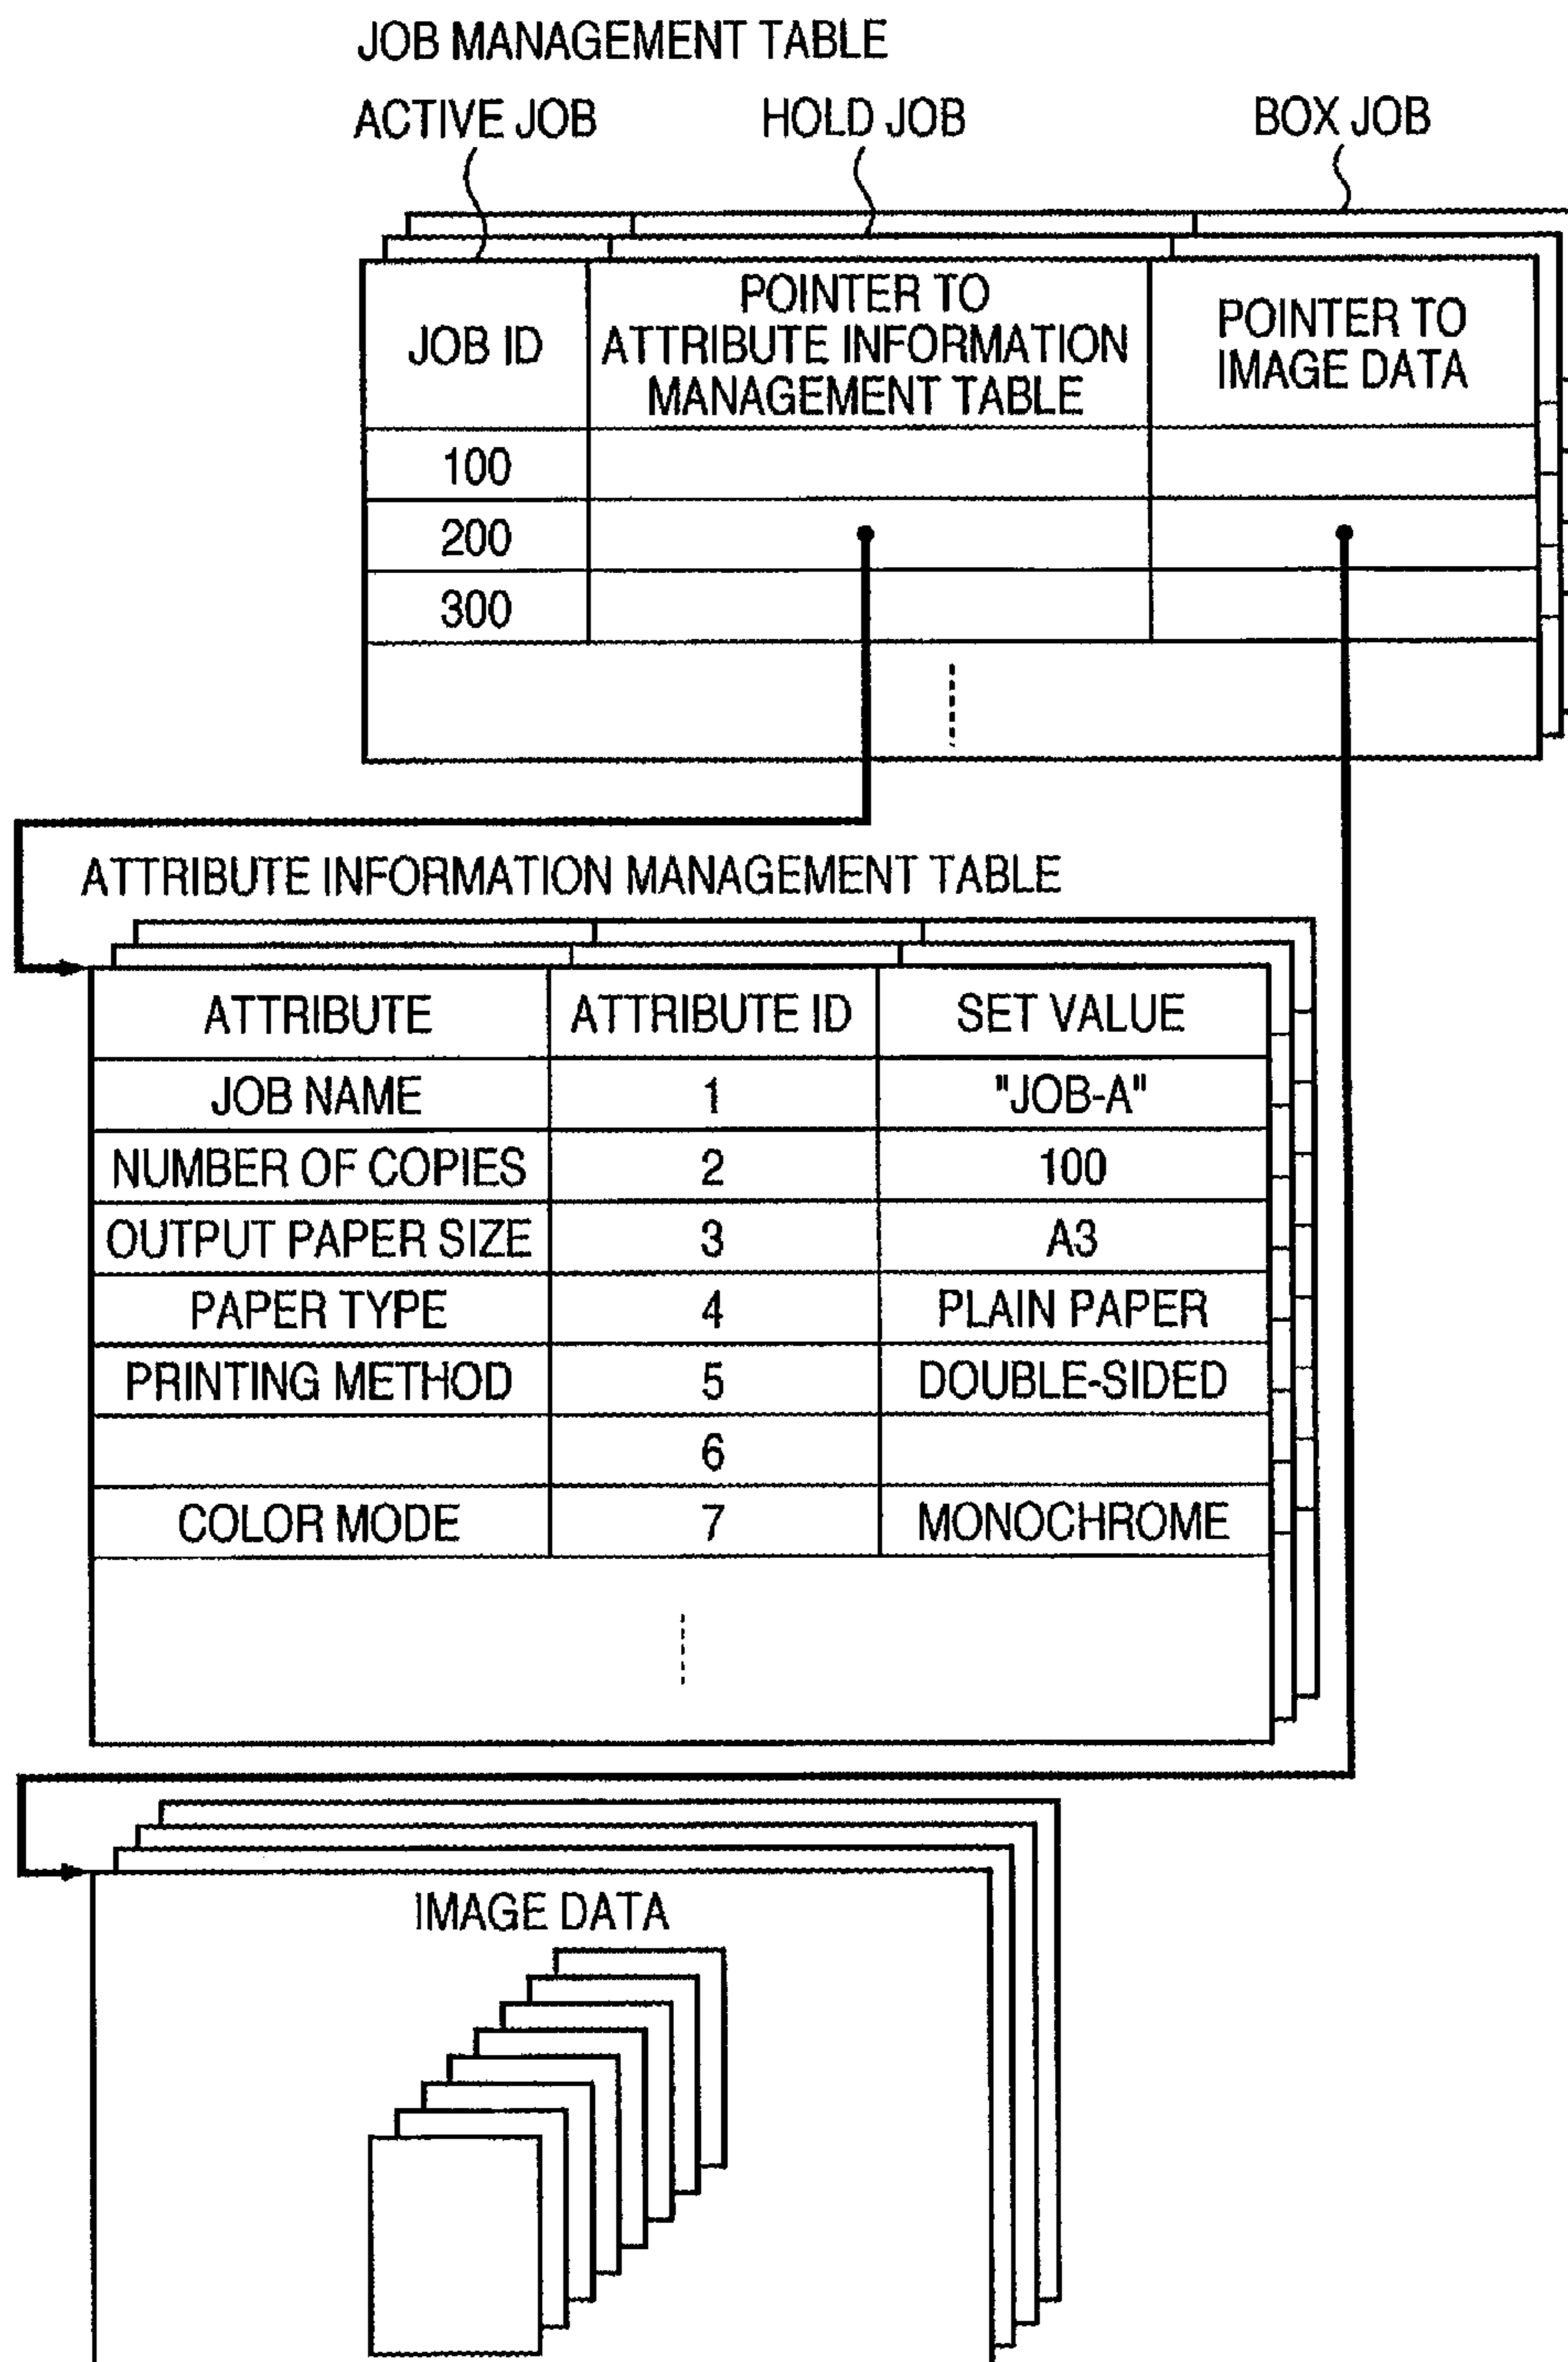 JOB MANAGEMENT TABLE
ACTIVE JOB HOLD JOB BOX JOB
JOB ID
POINTER TO
ATTRIBUTE INFORMATION
MANAGEMENT TABLE
POINTER TO
IMAGE DATA
100
200
300
ATTRIBUTE INFORMATION MANAGEMENT TABLE
ATTRIBUTE ATTRIBUTE ID SET VALUE
JOB NAME 1 "JOB-A"
NUMBER OF COPIES 2 100
OUTPUT PAPER SIZE 3 A3
PAPER TYPE 4 PLAIN PAPER
PRINTING METHOD 5 DOUBLE-SIDED
6
COLOR MODE 7 MONOCHROME
IMAGE DATA